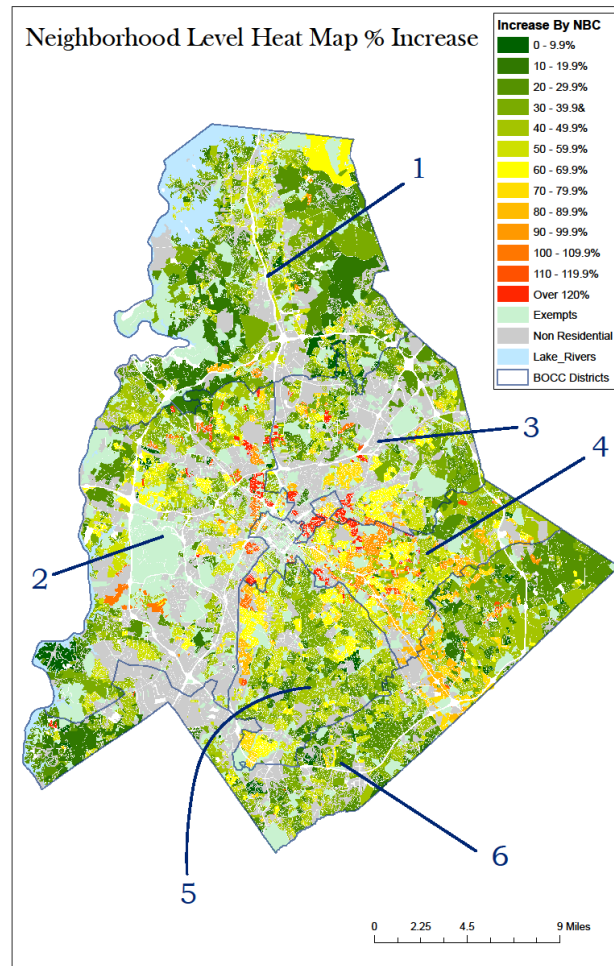 Neighborhood Level Heat Map % Increase
Increase By NBC
0 - 9.9%
10 - 19.9%
20 - 29.9%
30 - 39.9&
40 - 49.9%
50 - 59.9%
60 - 69.9%
70 - 79.9%
80 - 89.9%
90 - 99.9%
100 - 109.9%
110 - 119.9%
Over 120%
Exempts
Non Residential
Lake_Rivers
BOCC Districts
1
3
4
2
5
6
0 2.25 4.5 9 Miles